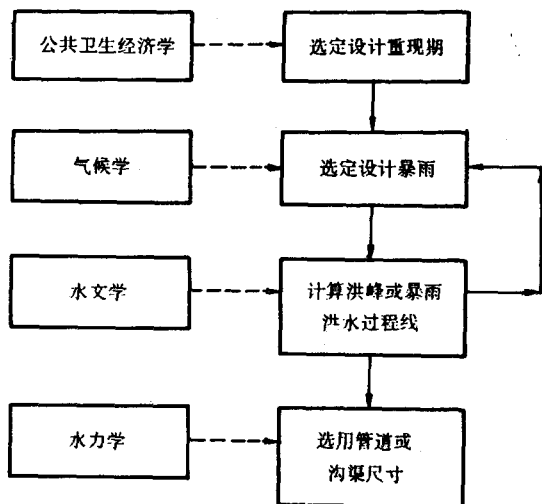 公共卫生经济学
选定设计重现期
气候学
选定设计暴雨
水文学
计算洪峰或暴雨
洪水过程线
水力学
选用管道或
沟渠尺寸